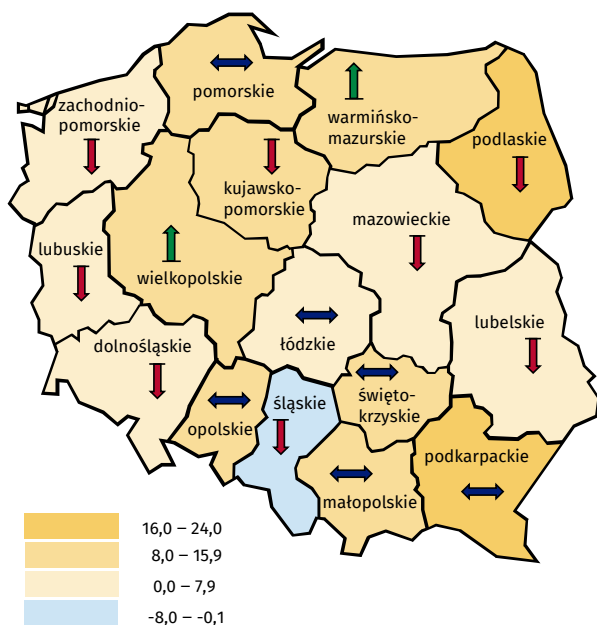 pomorskie
zachodnio-
pomorskie
warmińsko-
mazurskie
podlaskie
kujawsko-
pomorskie
mazowieckie
lubuskie
wielkopolskie
lubelskie
dolnośląskie
łódzkie
śląskie
święto-
krzyskie
opolskie
podkarpackie
małopolskie
16,0 – 24,0
8,0 – 15,9
0,0 – 7,9
-8,0 – -0,1